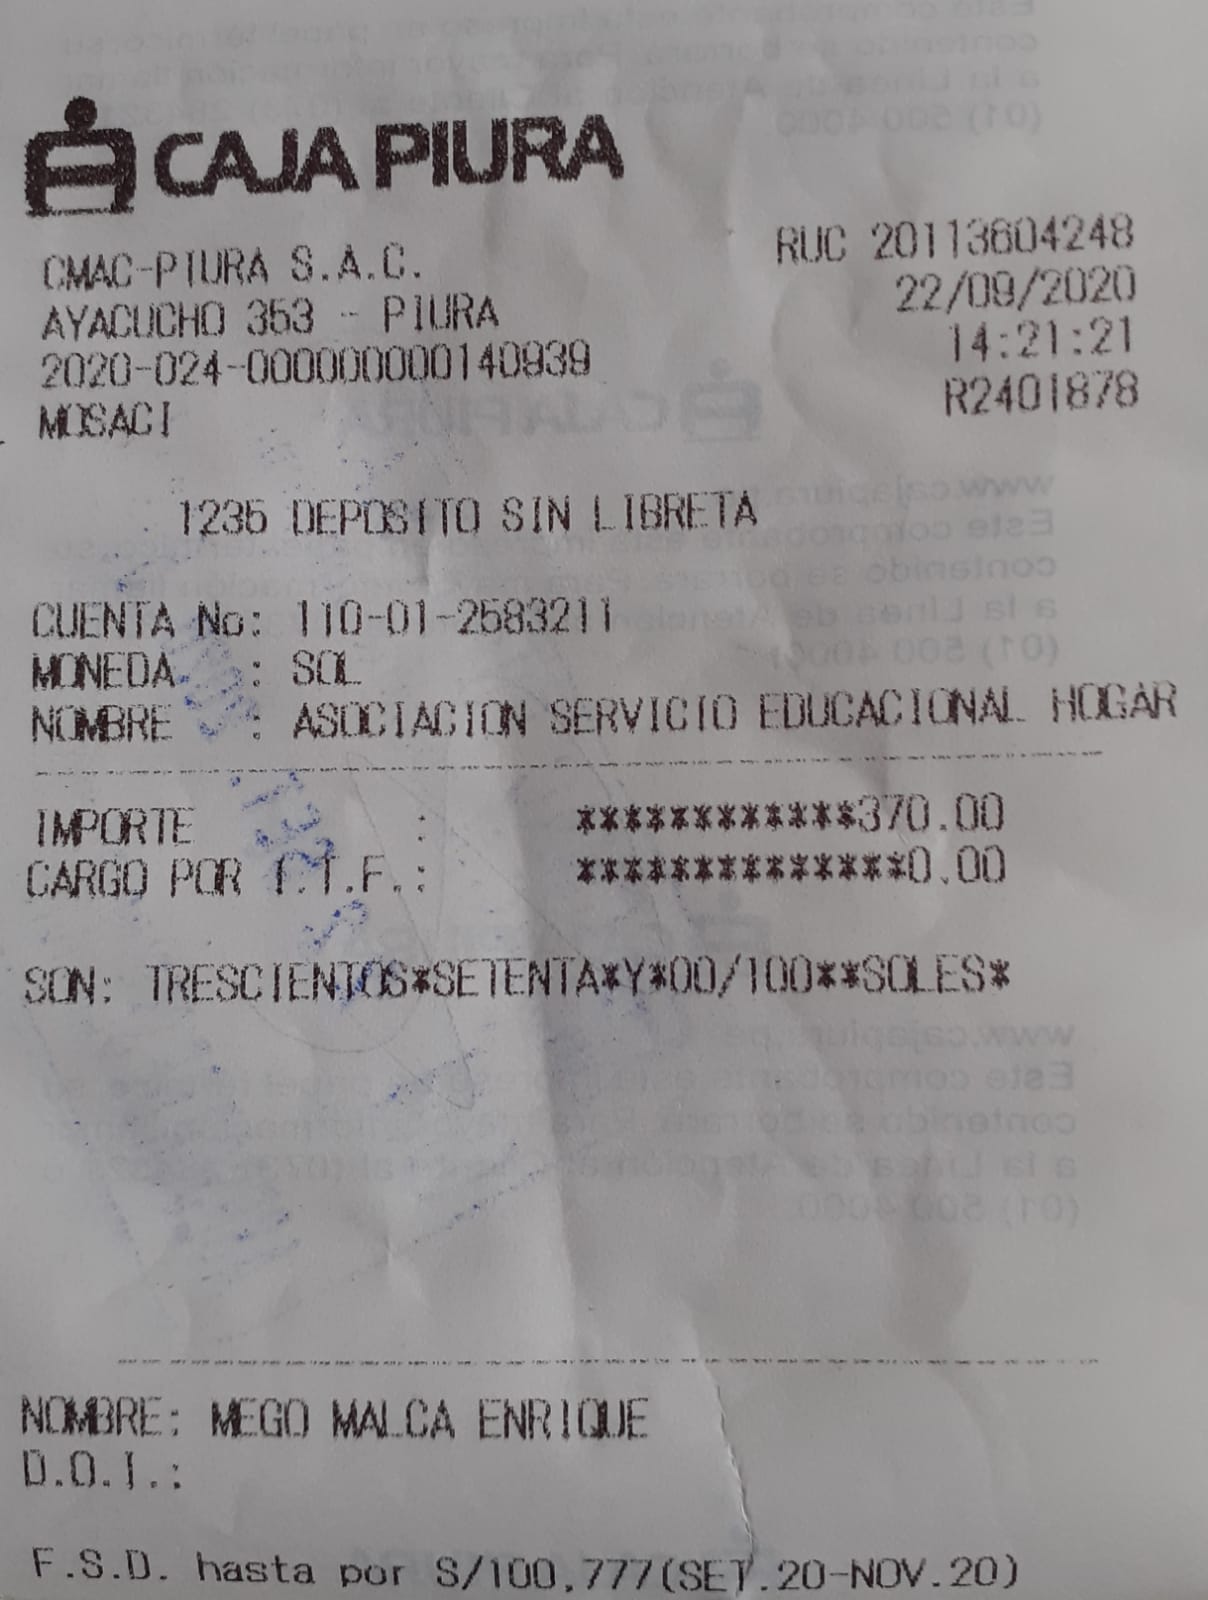 CAJA PIURA
CMAC-PIURA S.A.C. RUC 20113604248
AYACUCHO 353 - PIURA 22/09/2020
2020-024-000000000140939 14:21:21
MOSACI R2401878
1235 DEPOSITO SIN LIBRETA
CUENTA No: 110-01-2583211
MONEDA : SOL
NOMBRE : ASOCIACION SERVICIO EDUCACIONAL HOGAR
IMPORTE : ************370.00
CARGO POR I.T.F.: **************0.00
SON: TRESCIENTOS*SETENTA*Y*00/100**SOLES*
NOMBRE: MEGO MALCA ENRIQUE
D.O.I.:
F.S.D. hasta por S/100,777(SET.20-NOV.20)